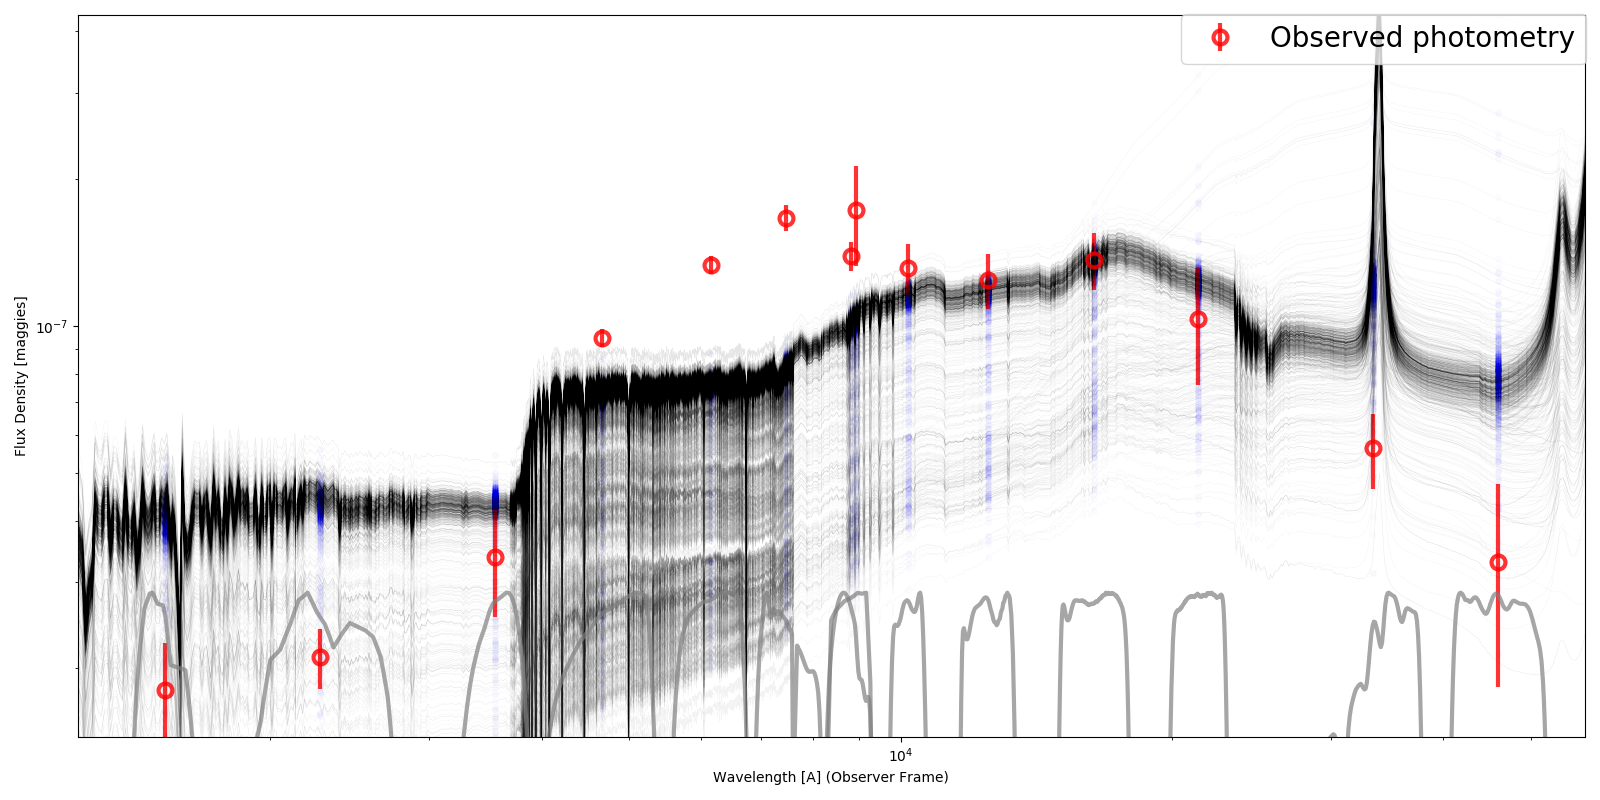 Observed photometry
Flux Density [maggies]
10^-7
10^4
Wavelength [A] (Observer Frame)